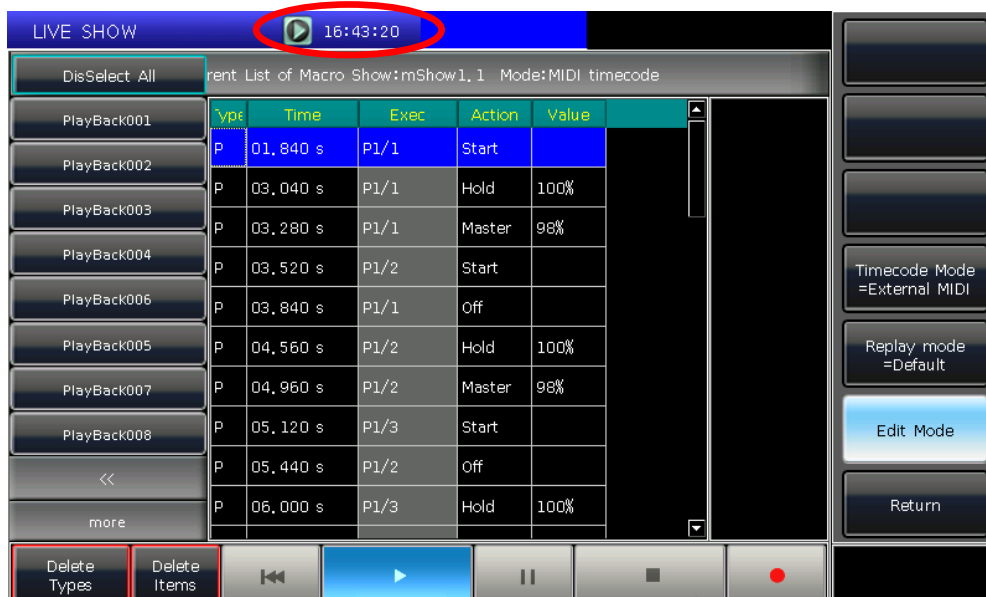 LIVE SHOW
16:43:20
DisSelect All
rent List of Macro Show:mShow1.1 Mode:MIDI timecode
PlayBack001
PlayBack002
PlayBack003
PlayBack004
PlayBack006
PlayBack005
PlayBack007
PlayBack008
<<
more
Type Time Exec Action Value
P 01.840 s P1/1 Start
P 03.040 s P1/1 Hold 100%
P 03.280 s P1/1 Master 98%
P 03.520 s P1/2 Start
P 03.840 s P1/1 Off
P 04.560 s P1/2 Hold 100%
P 04.960 s P1/2 Master 98%
P 05.120 s P1/3 Start
P 05.440 s P1/2 Off
P 06.000 s P1/3 Hold 100%
Timecode Mode
=External MIDI
Replay mode
=Default
Edit Mode
Return
Delete
Types
Delete
Items